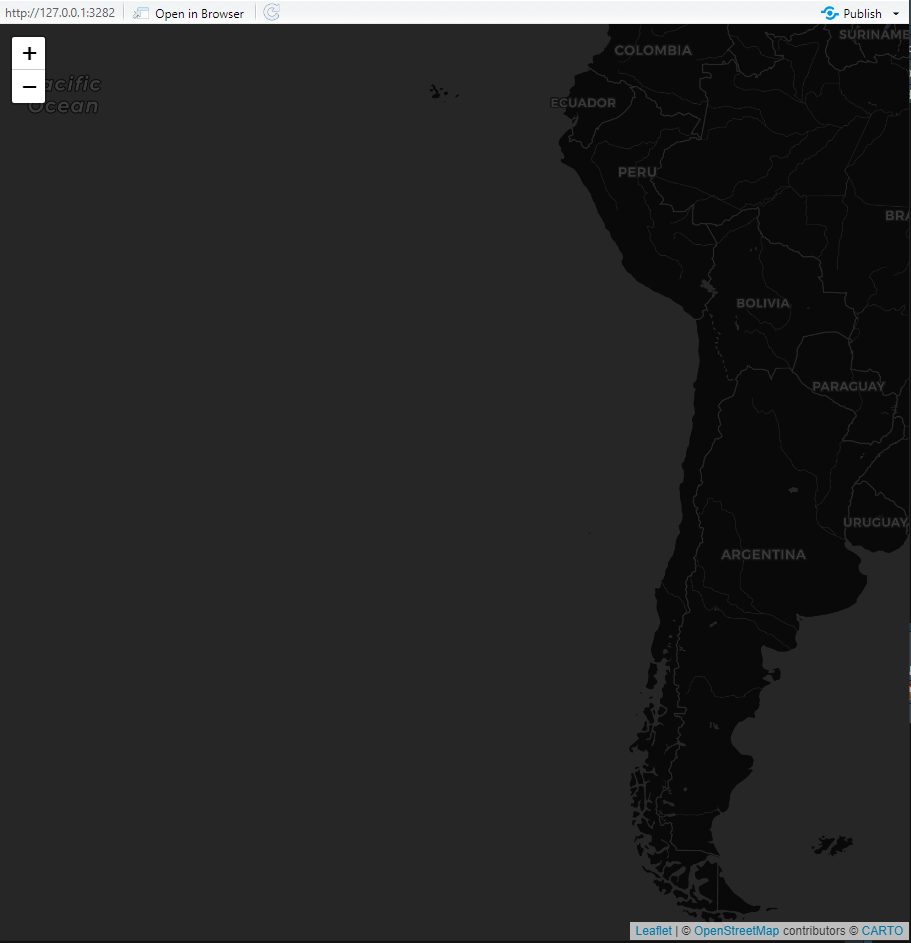 http://127.0.0.1:3282 Open in Browser Publish
+
−
SURINAME
COLOMBIA
acific
Ocean
ECUADOR
PERU
BRA
BOLIVIA
PARAGUAY
URUGUAY
ARGENTINA
Leaflet | © OpenStreetMap contributors © CARTO